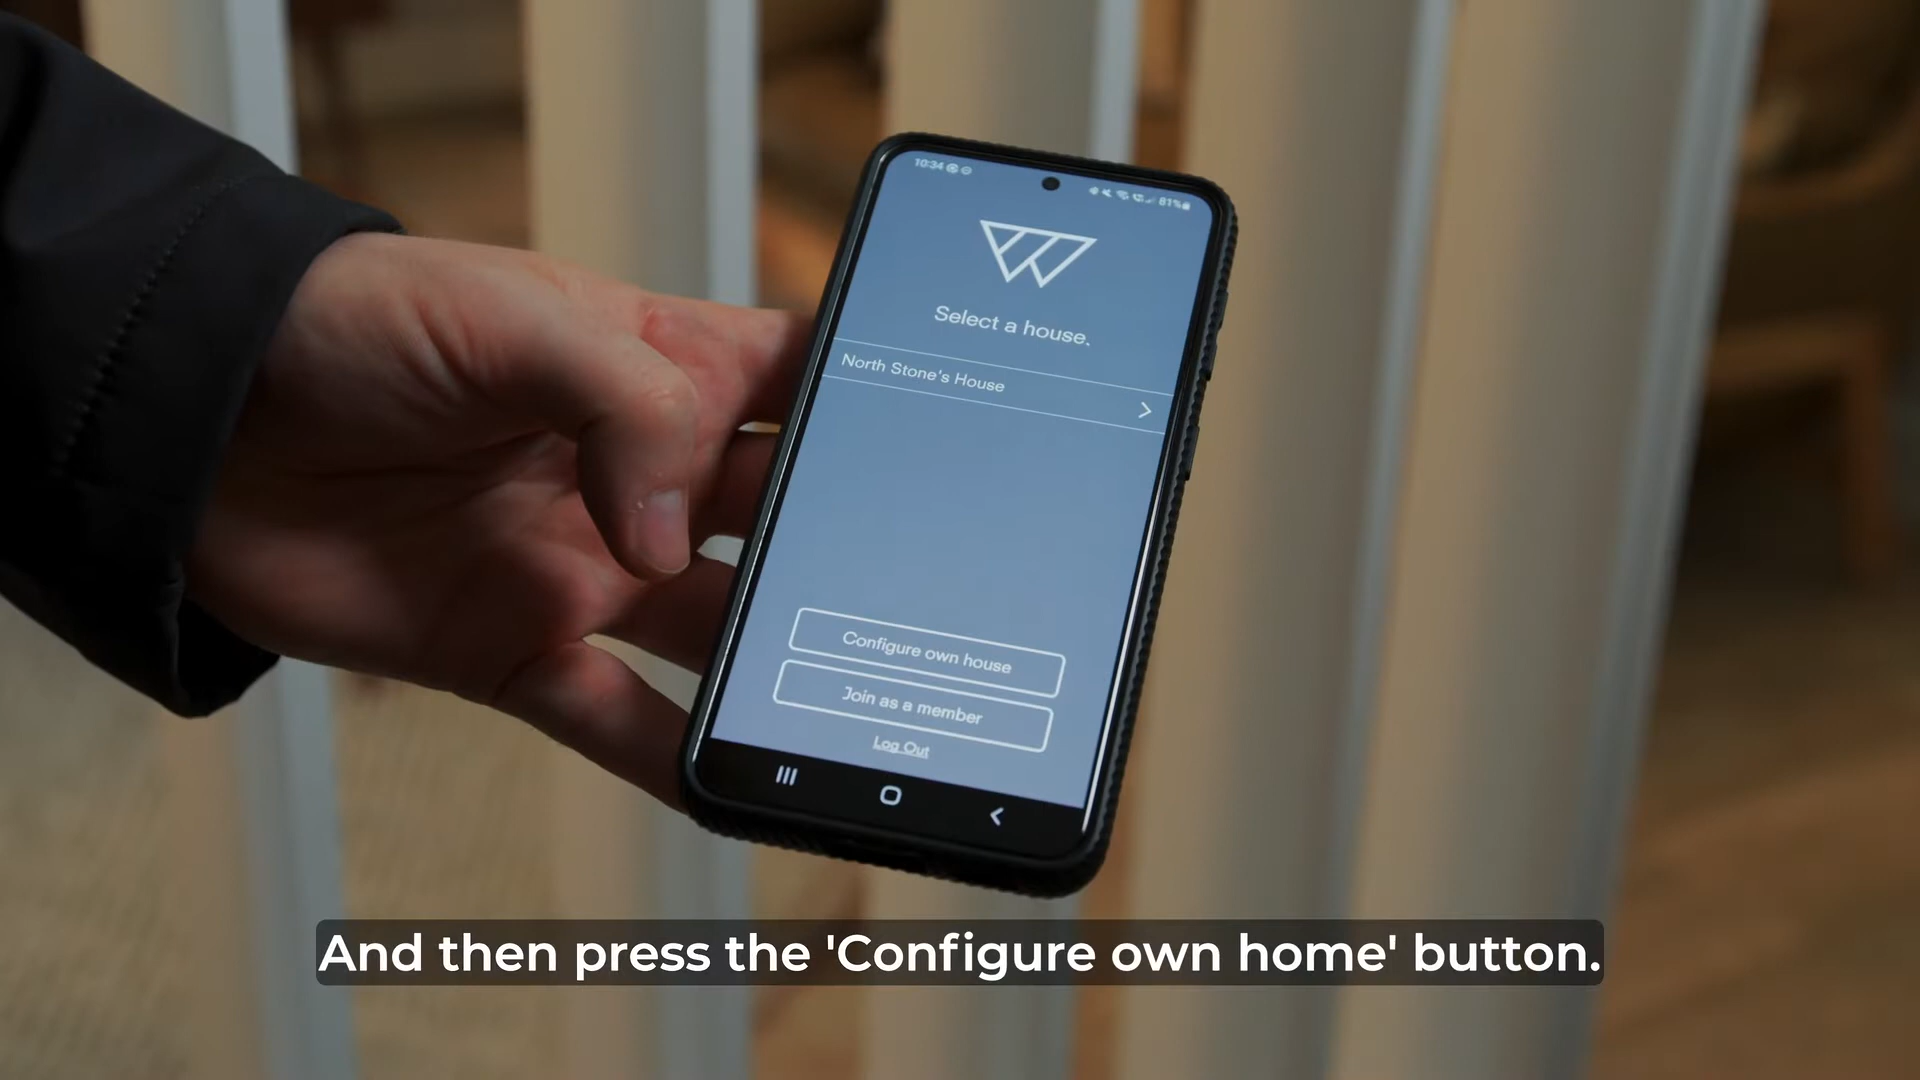 10:34
81%
Select a house.
North Stone's House
Configure own house
Join as a member
Log Out
And then press the 'Configure own home' button.